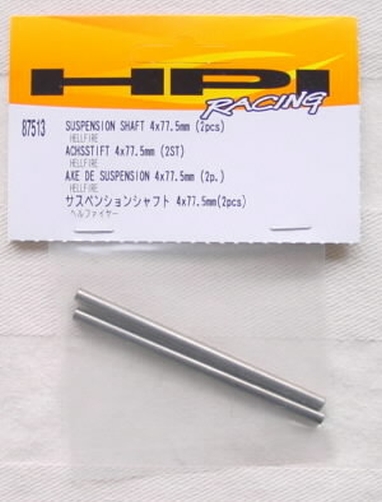 HPI
RACING
87513 SUSPENSION SHAFT 4x77.5mm (2pcs)
HELLFIRE
ACHSSTIFT 4x77.5mm (2ST)
HELLFIRE
AXE DE SUSPENSION 4x77.5mm (2p.)
HELLFIRE
サスペンションシャフト 4x77.5mm(2pcs)
ヘルファイヤー